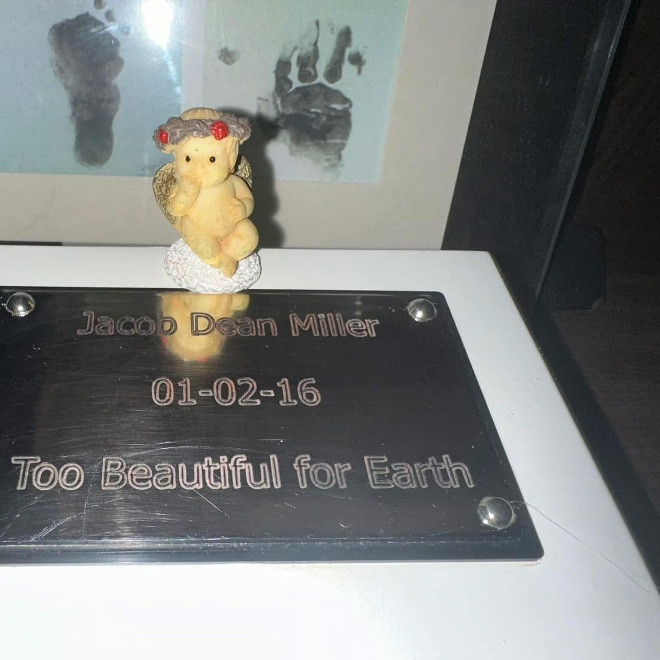 Jacob Dean Miller
01-02-16
Too Beautiful for Earth